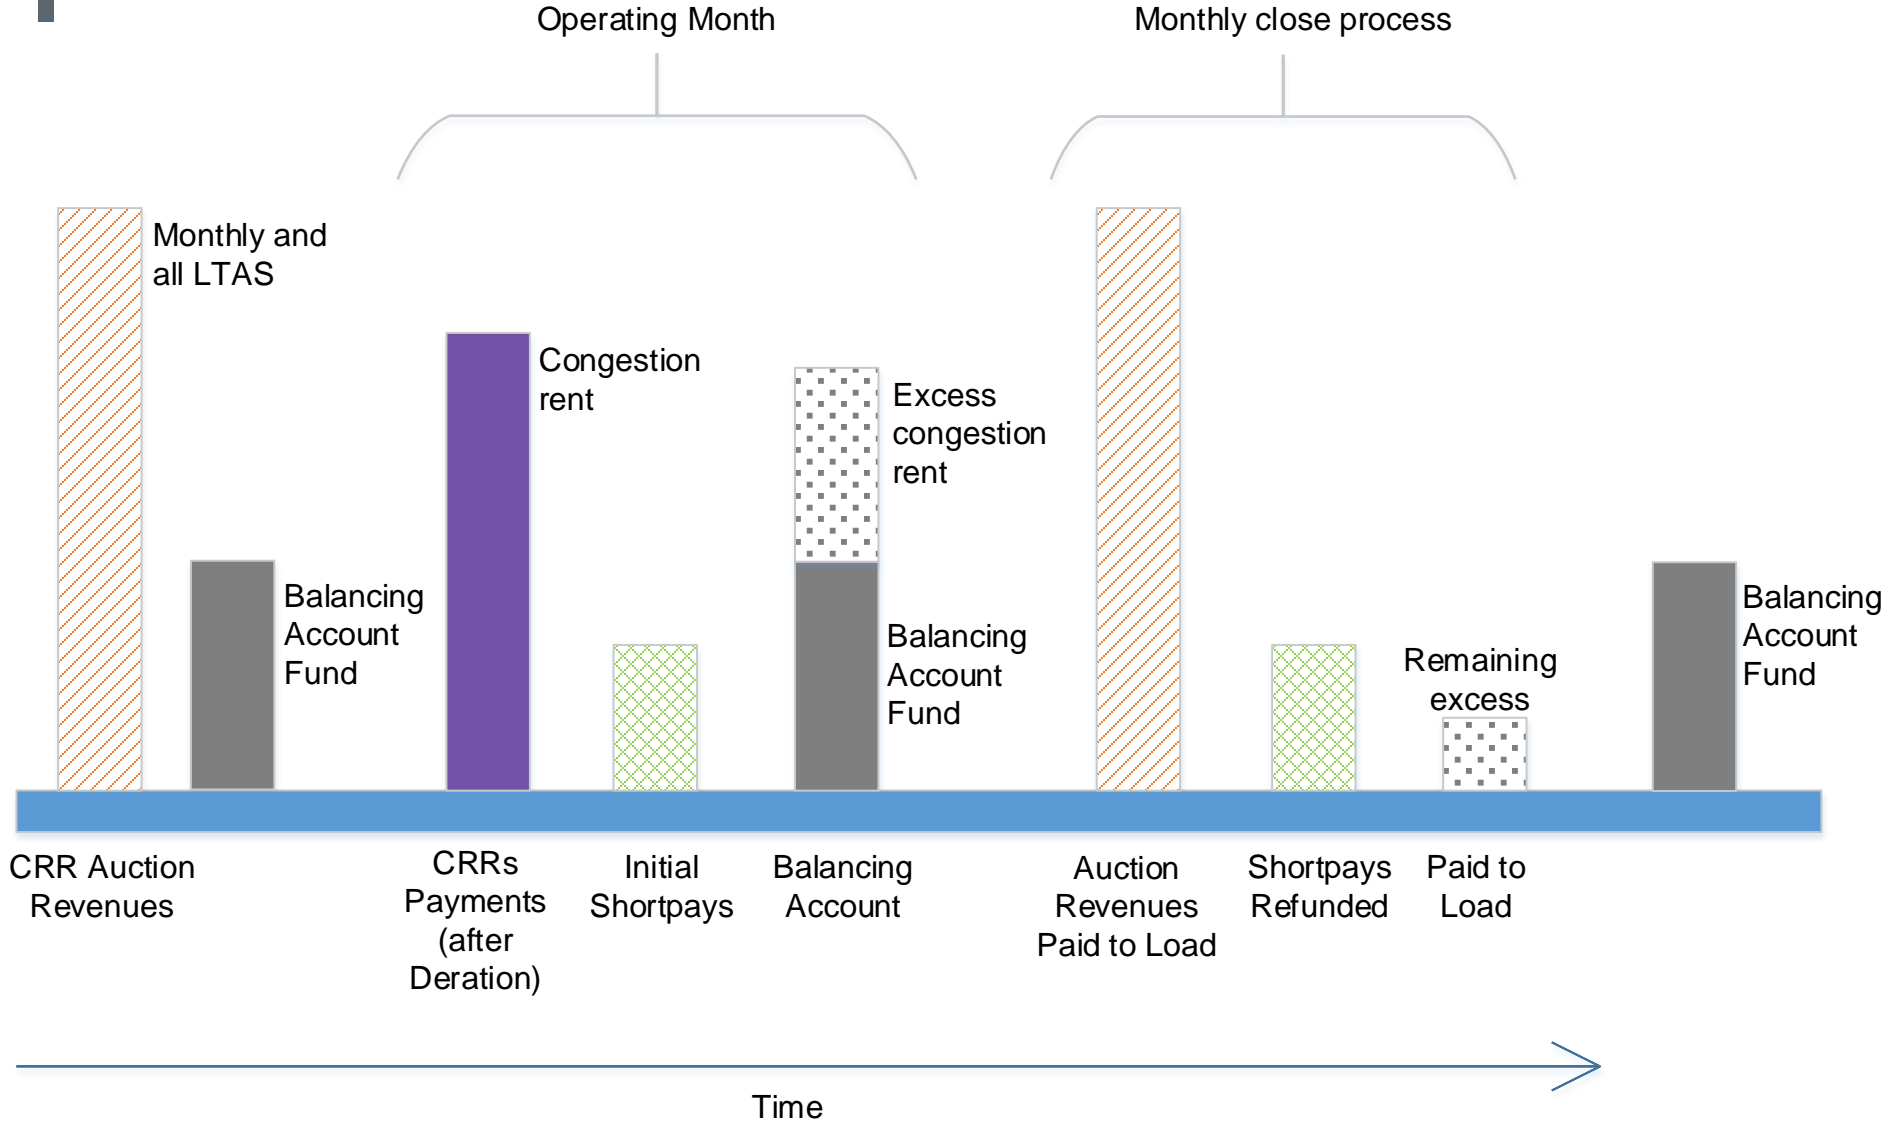 Operating Month
Monthly close process
Monthly and
all LTAS
Congestion
rent
Excess
congestion
rent
Balancing
Account
Fund
Balancing
Account
Fund
Remaining
excess
Balancing
Account
Fund
CRR Auction
Revenues
CRRs
Payments
(after
Deration)
Initial
Shortpays
Balancing
Account
Auction
Revenues
Paid to Load
Shortpays
Refunded
Paid to
Load
Time